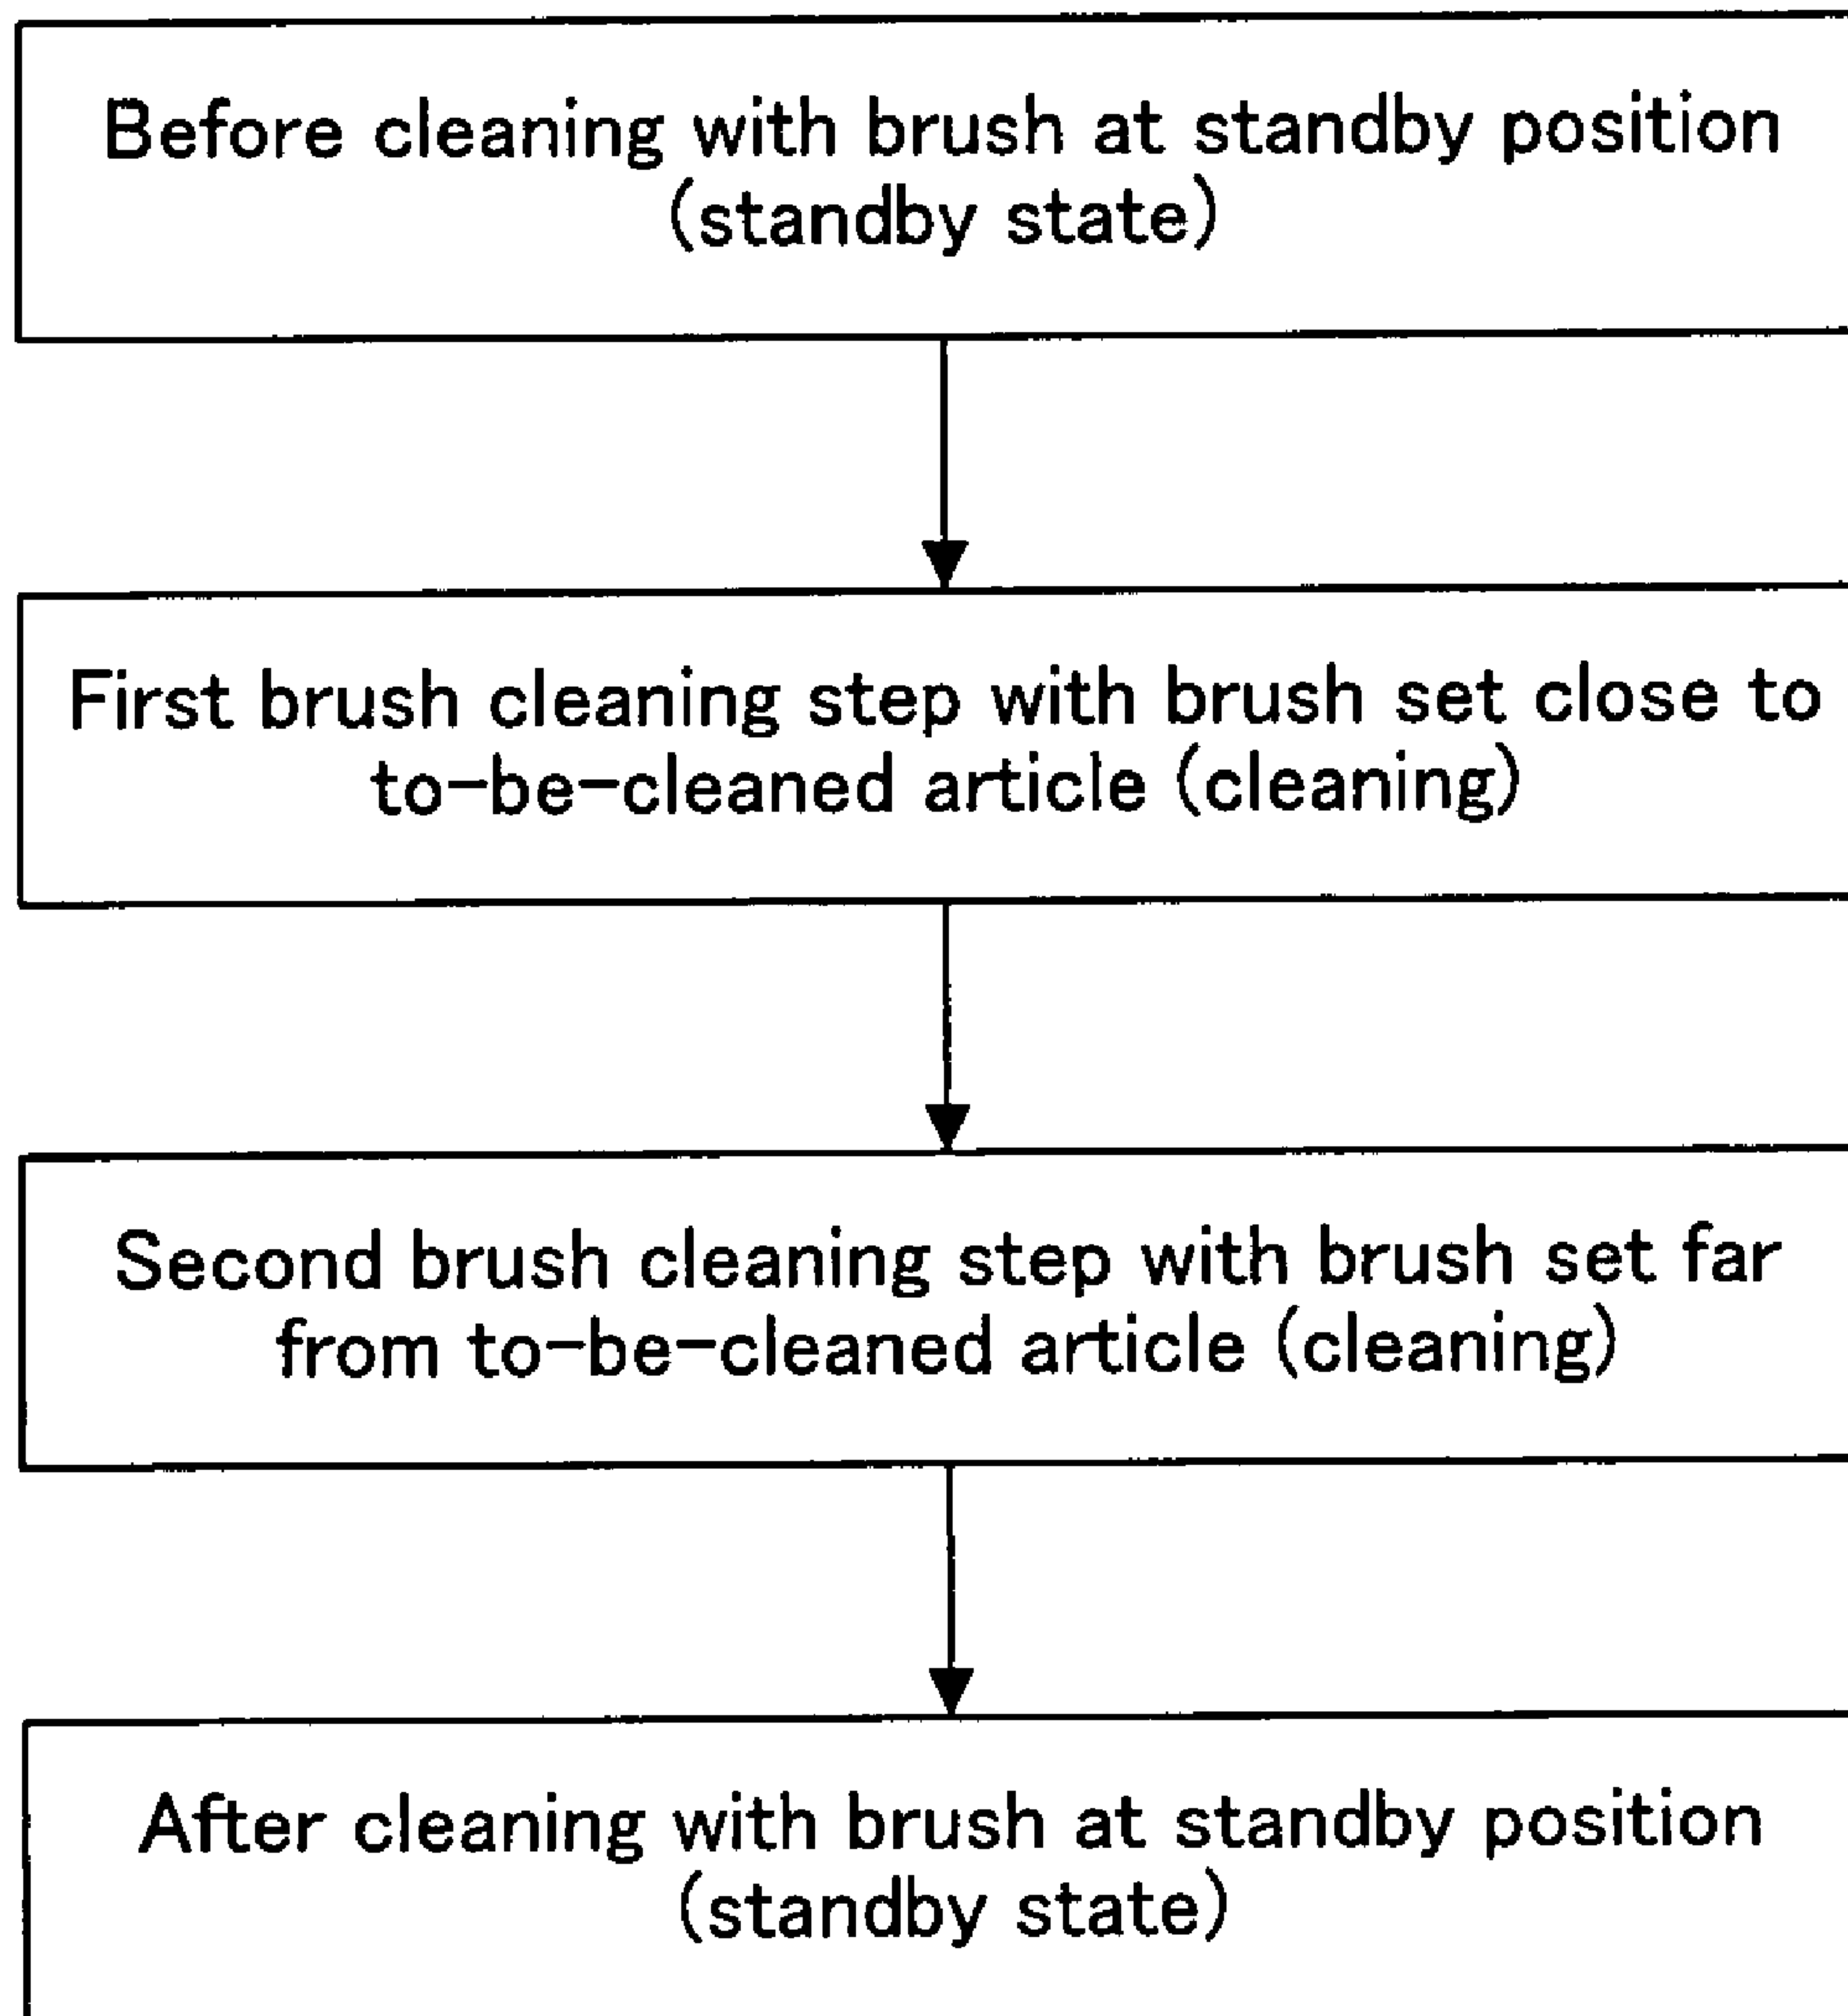 Before cleaning with brush at standby position
(standby state)
First brush cleaning step with brush set close to
to-be-cleaned article (cleaning)
Second brush cleaning step with brush set far
from to-be-cleaned article (cleaning)
After cleaning with brush at standby position
(standby state)